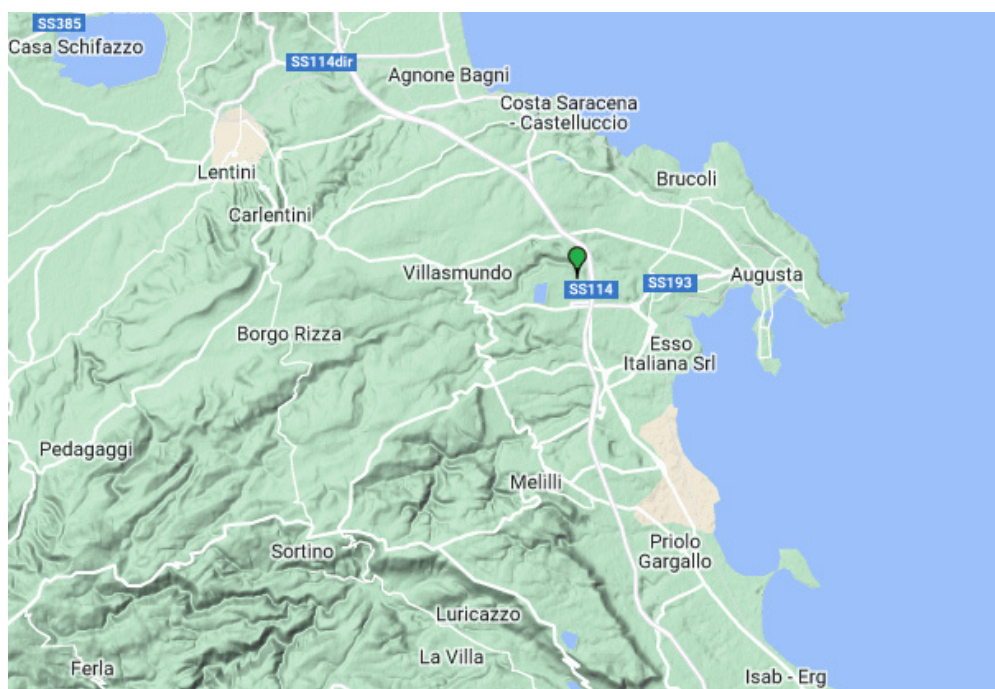 SS385
Casa Schifazzo
SS114dir
Agnone Bagni
Costa Saracena
- Castelluccio
Lentini
Brucoli
Carlentini
Villasmundo
SS114
SS193
Augusta
Borgo Rizza
Esso
Italiana Srl
Pedagaggi
Melilli
Sortino
Priolo
Gargallo
Luricazzo
La Villa
Ferla
Isab - Erg